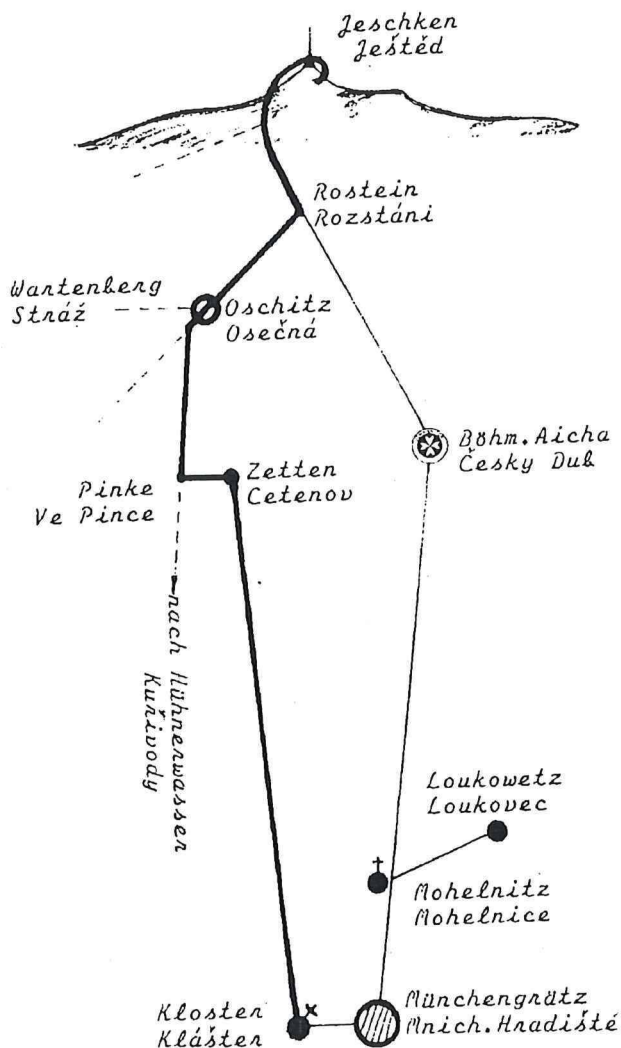 Jeschken
Ještěd
Rostein
Rozstáni
Wartenberg
Stráž
Oschitz
Osečná
Böhm. Aicha
Česky Dub
Pinke
Ve Pince
Zetten
Cetenov
nach Hühnerwasser
Kuřivody
Loukowetz
Loukovec
Mohelnitz
Mohelnice
Kloster
Klášter
x
Münchengrätz
Mnich. Hradiště